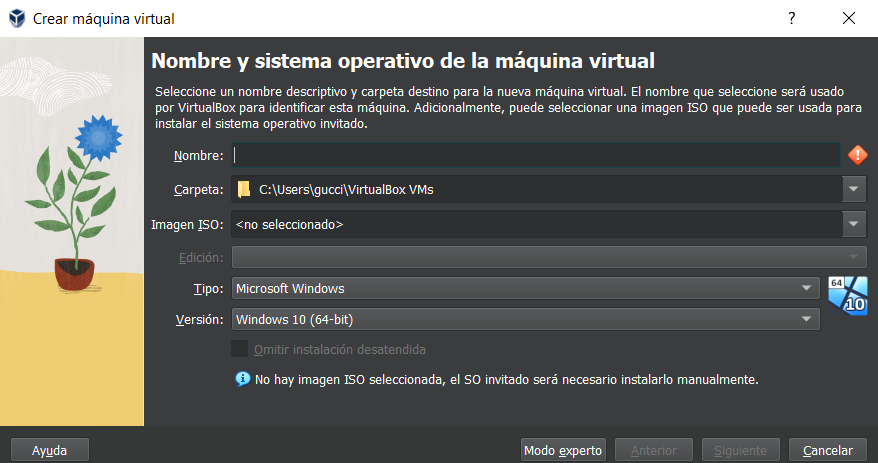 Crear máquina virtual
?
Nombre y sistema operativo de la máquina virtual
Seleccione un nombre descriptivo y carpeta destino para la nueva máquina virtual. El nombre que seleccione será usado
por VirtualBox para identificar esta máquina. Adicionalmente, puede seleccionar una imagen ISO que puede ser usada para
instalar el sistema operativo invitado.
Nombre:
Carpeta: C:\Users\gucci\VirtualBox VMs
Imagen ISO: <no seleccionado>
Edición:
Tipo: Microsoft Windows
64
10
Versión: Windows 10 (64-bit)
Omitir instalación desatendida
No hay imagen ISO seleccionada, el SO invitado será necesario instalarlo manualmente.
Ayuda Modo experto Anterior Siguiente Cancelar